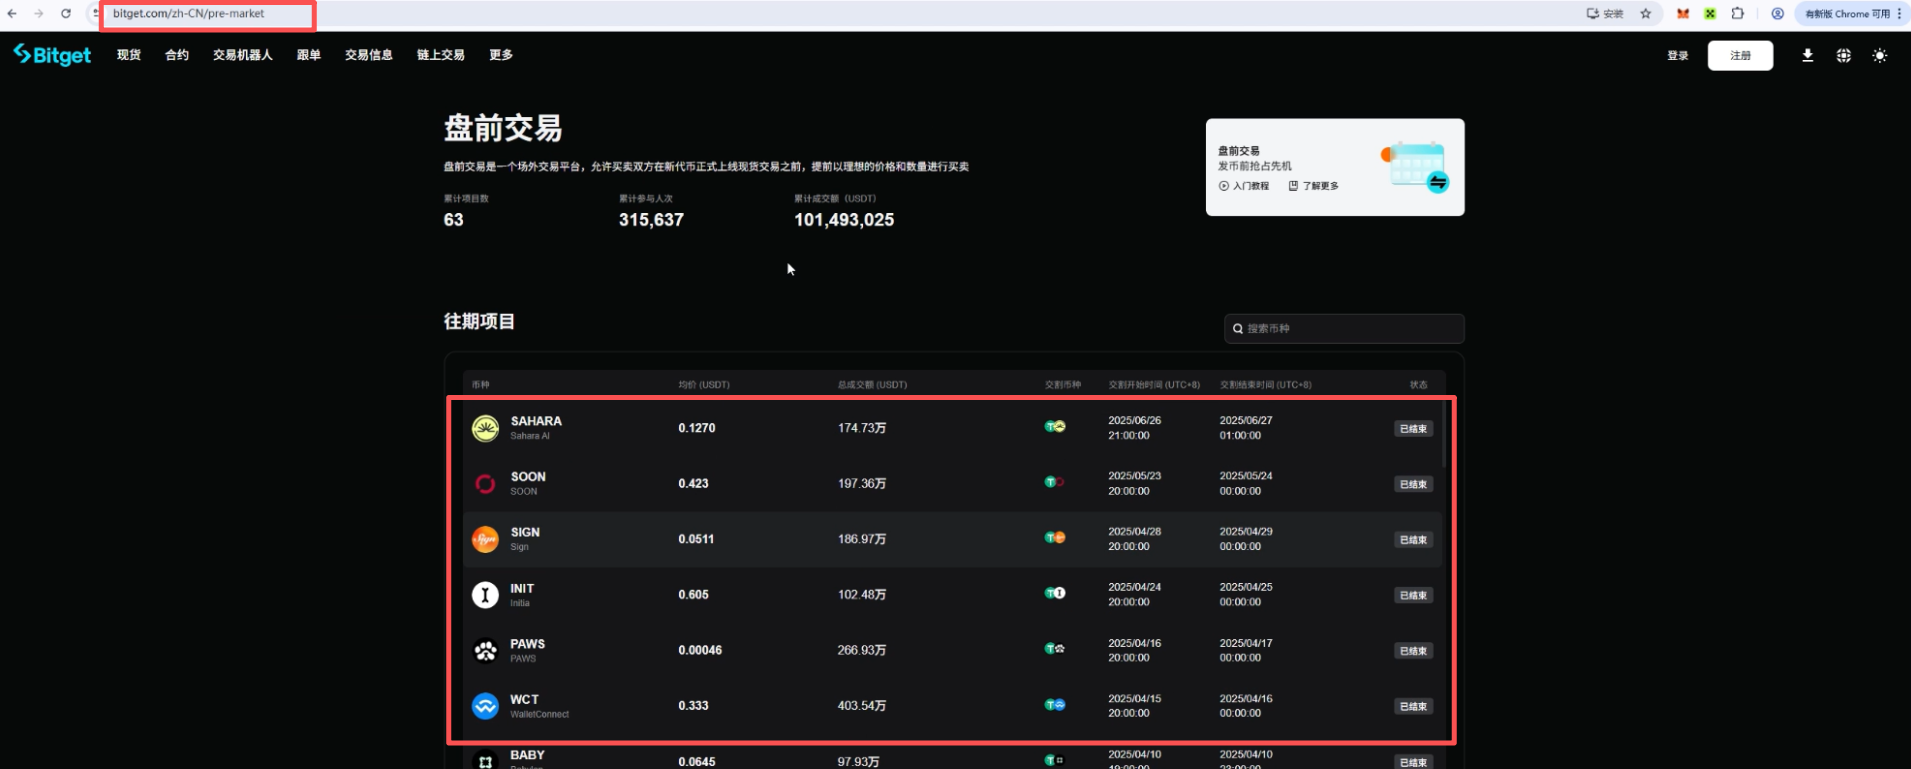 bitget.com/zh-CN/pre-market
安装
有新版 Chrome 可用
Bitget
现货
合约
交易机器人
跟单
交易信息
链上交易
更多
登录
注册
盘前交易
盘前交易是一个场外交易平台，允许买卖双方在新代币正式上线现货交易之前，提前以理想的价格和数量进行买卖
累计项目数
累计参与人次
累计成交额（USDT）
63
315,637
101,493,025
盘前交易
发币前抢占先机
入门教程
了解更多
往期项目
搜索币种
币种
均价 (USDT)
总成交额 (USDT)
交割币种
交割开始时间 (UTC+8)
交割结束时间 (UTC+8)
状态
SAHARA
Sahara AI
0.1270
174.73万
2025/06/26
21:00:00
2025/06/27
01:00:00
已结束
SOON
SOON
0.423
197.36万
2025/05/23
20:00:00
2025/05/24
00:00:00
已结束
SIGN
Sign
0.0511
186.97万
2025/04/28
20:00:00
2025/04/29
00:00:00
已结束
INIT
Initia
0.605
102.48万
2025/04/24
20:00:00
2025/04/25
00:00:00
已结束
PAWS
PAWS
0.00046
266.93万
2025/04/16
20:00:00
2025/04/17
00:00:00
已结束
WCT
WalletConnect
0.333
403.54万
2025/04/15
20:00:00
2025/04/16
00:00:00
已结束
BABY
Babylon
0.0645
97.93万
2025/04/10
19:00:00
2025/04/10
23:00:00
已结束